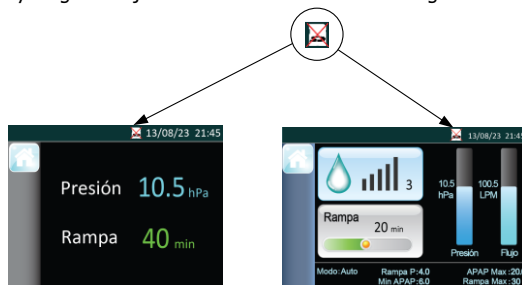 13/08/23 21:45
Presión 10.5 hPa
Rampa 40 min
13/08/23 21:45
3
10.5 hPa
100.5 LPM
Rampa
20 min
Presión Flujo
Modo:Auto Rampa P:4.0 APAP Max :20.
Min APAP:6.0 Rampa Max :30